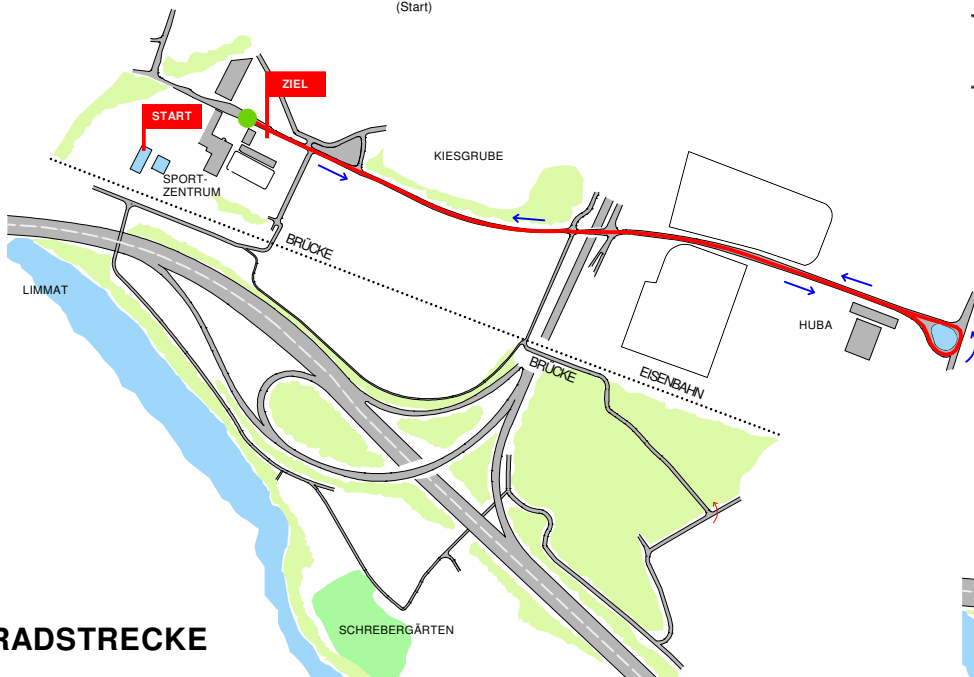 (Start)
ZIEL
START
KIESGRUBE
SPORT-
ZENTRUM
BRÜCKE
LIMMAT
HUBA
BRÜCKE
EISENBAHN
SCHREBERGÄRTEN
RADSTRECKE